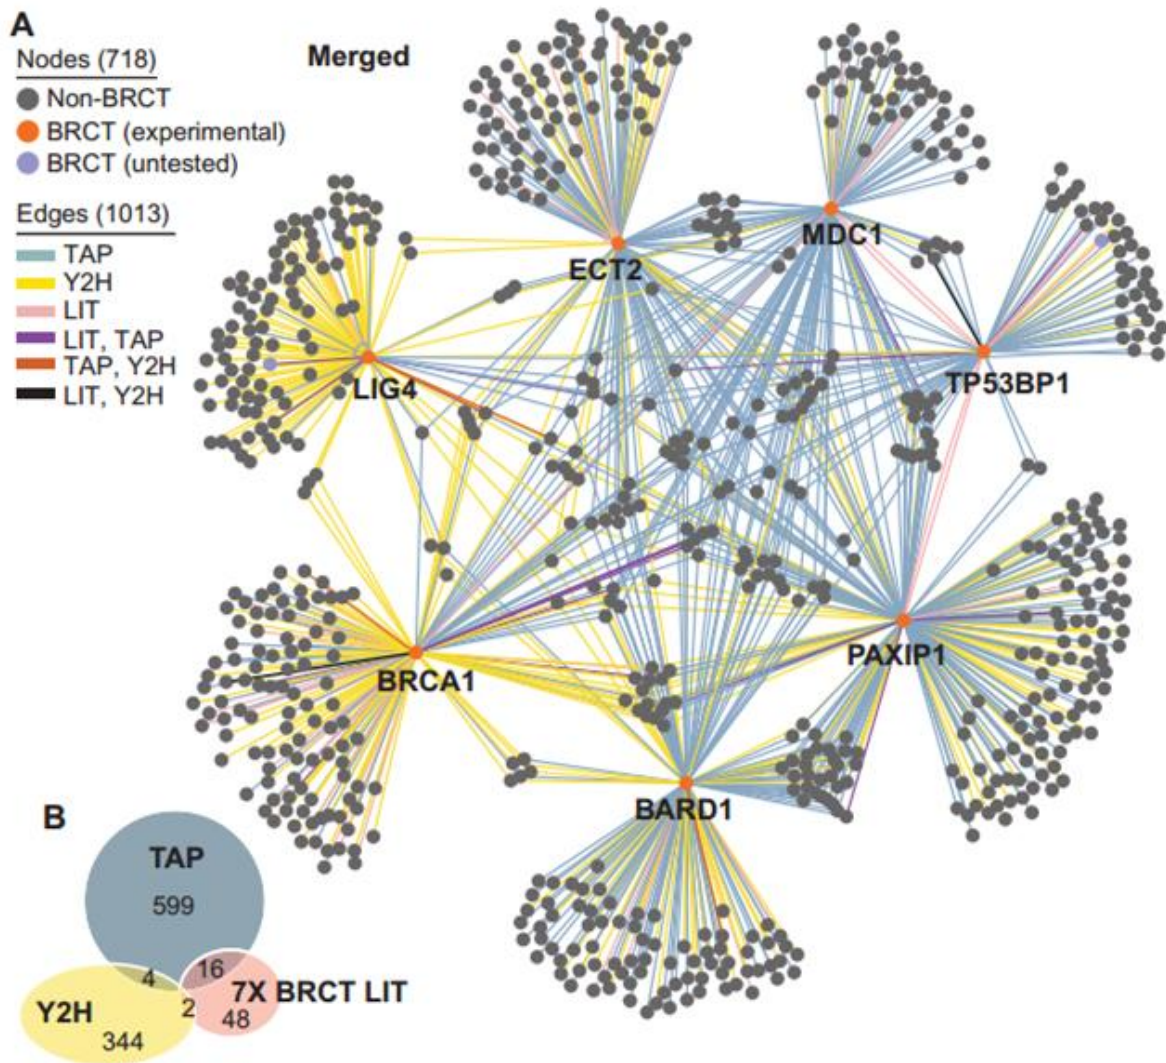 A
Merged
Nodes (718)
Non-BRCT
BRCT (experimental)
BRCT (untested)
Edges (1013)
TAP
Y2H
LIT
LIT, TAP
TAP, Y2H
LIT, Y2H
MDC1
ECT2
TP53BP1
LIG4
PAXIP1
BRCA1
BARD1
B
TAP
599
4
16
7X BRCT LIT
Y2H
2
48
344